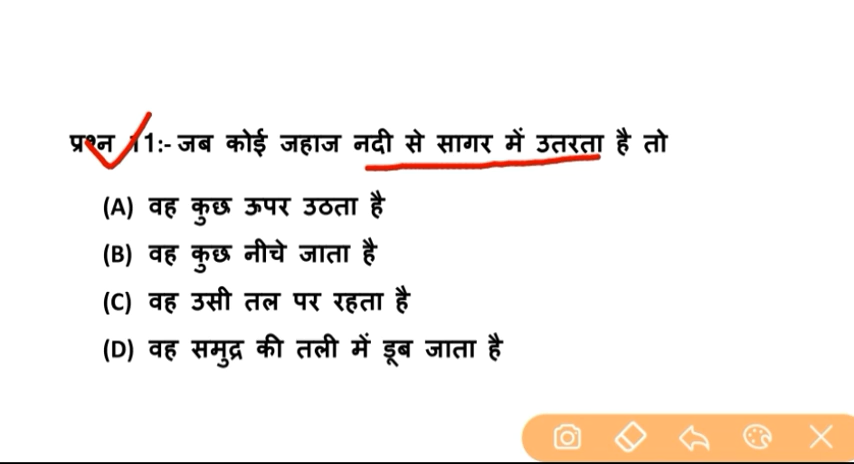 प्रश्न 11:- जब कोई जहाज नदी से सागर में उतरता है तो
(A) वह कुछ ऊपर उठता है
(B) वह कुछ नीचे जाता है
(C) वह उसी तल पर रहता है
(D) वह समुद्र की तली में डूब जाता है